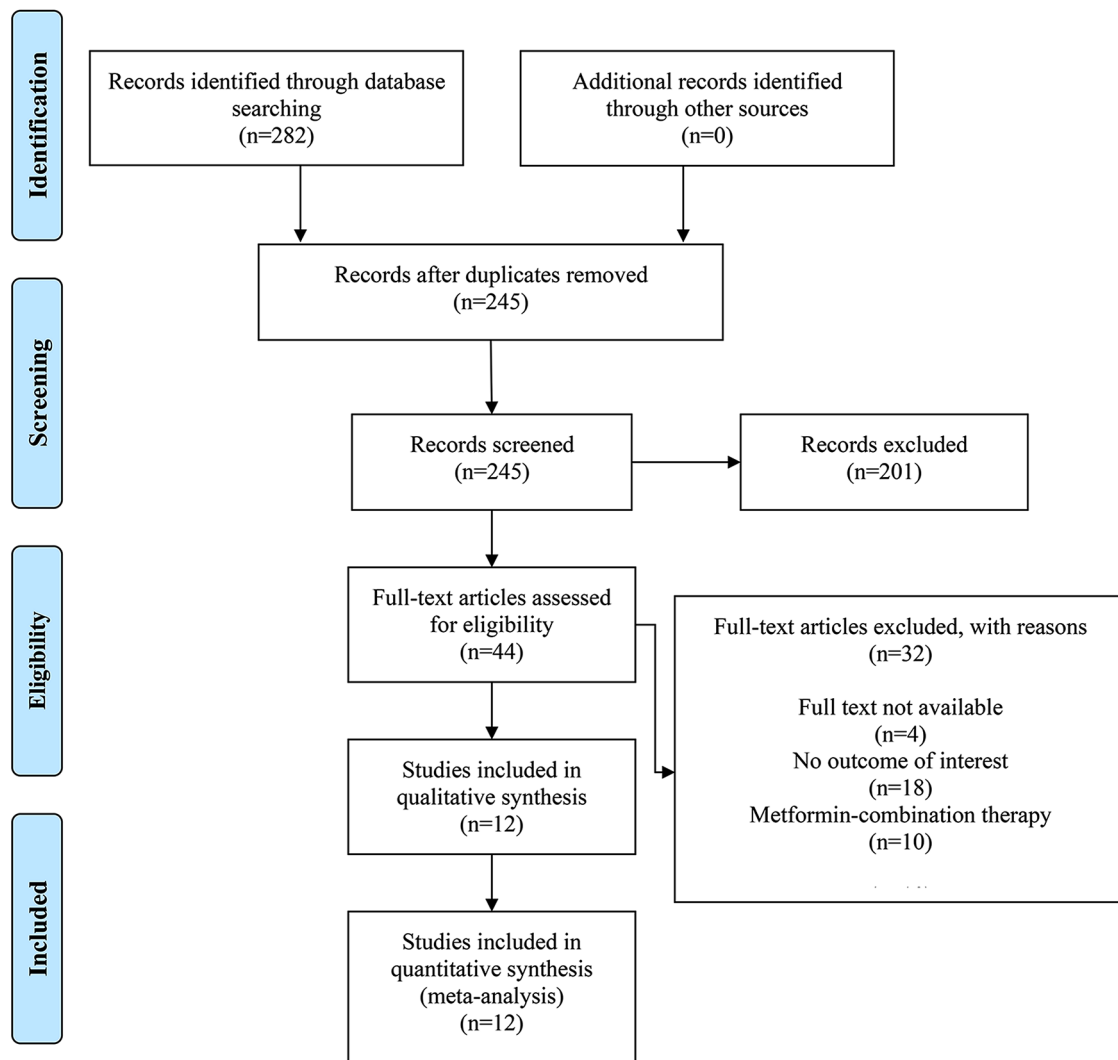 Identification
Records identified through database
searching
(n=282)
Additional records identified
through other sources
(n=0)
Records after duplicates removed
(n=245)
Screening
Records screened
(n=245)
Records excluded
(n=201)
Eligibility
Full-text articles assessed
for eligibility
(n=44)
Full-text articles excluded, with reasons
(n=32)
Full text not available
(n=4)
No outcome of interest
(n=18)
Metformin-combination therapy
(n=10)
Studies included in
qualitative synthesis
(n=12)
Included
Studies included in
quantitative synthesis
(meta-analysis)
(n=12)